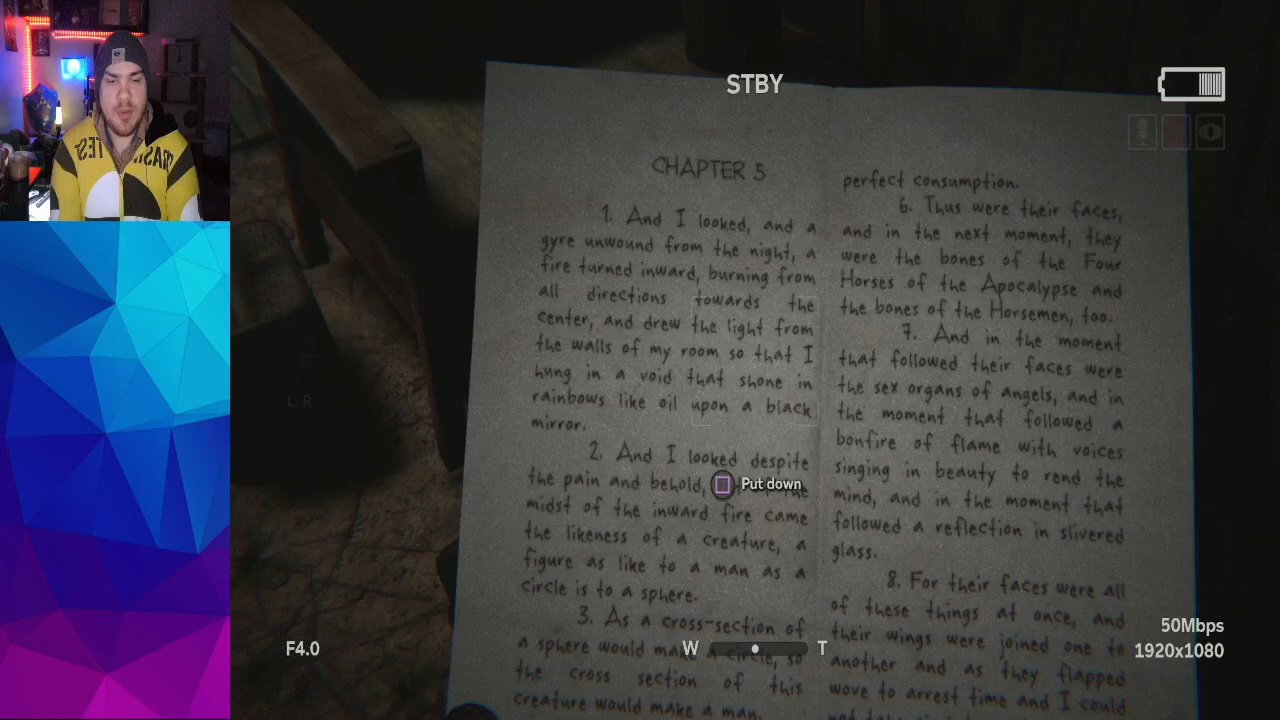 STBY
CHAPTER 5
1. And I looked, and a
gyre unwound from the night, a
fire turned inward, burning from
all directions towards the
center, and drew the light from
the walls of my room so that I
hung in a void that shone in
rainbows like oil upon a black
mirror.
2. And I looked despite
the pain and behold,
midst of the inward fire came
the likeness of a creature, a
figure as like to a man as a
circle is to a sphere.
3. As a cross-section of
a sphere would make a circle, so
the cross section of this
creature would make a man.
perfect consumption.
6. Thus were their faces,
and in the next moment, they
were the bones of the Four
Horses of the Apocalypse and
the bones of the Horsemen, too.
7. And in the moment
that followed their faces were
the sex organs of angels, and in
the moment that followed a
bonfire of flame with voices
singing in beauty to rend the
mind, and in the moment that
followed a reflection in slivered
glass.
8. For their faces were all
of these things at once, and
their wings were joined one to
another and as they flapped
wove to arrest time and I could
Put down
L R
F4.0
W T
50Mbps
1920x1080